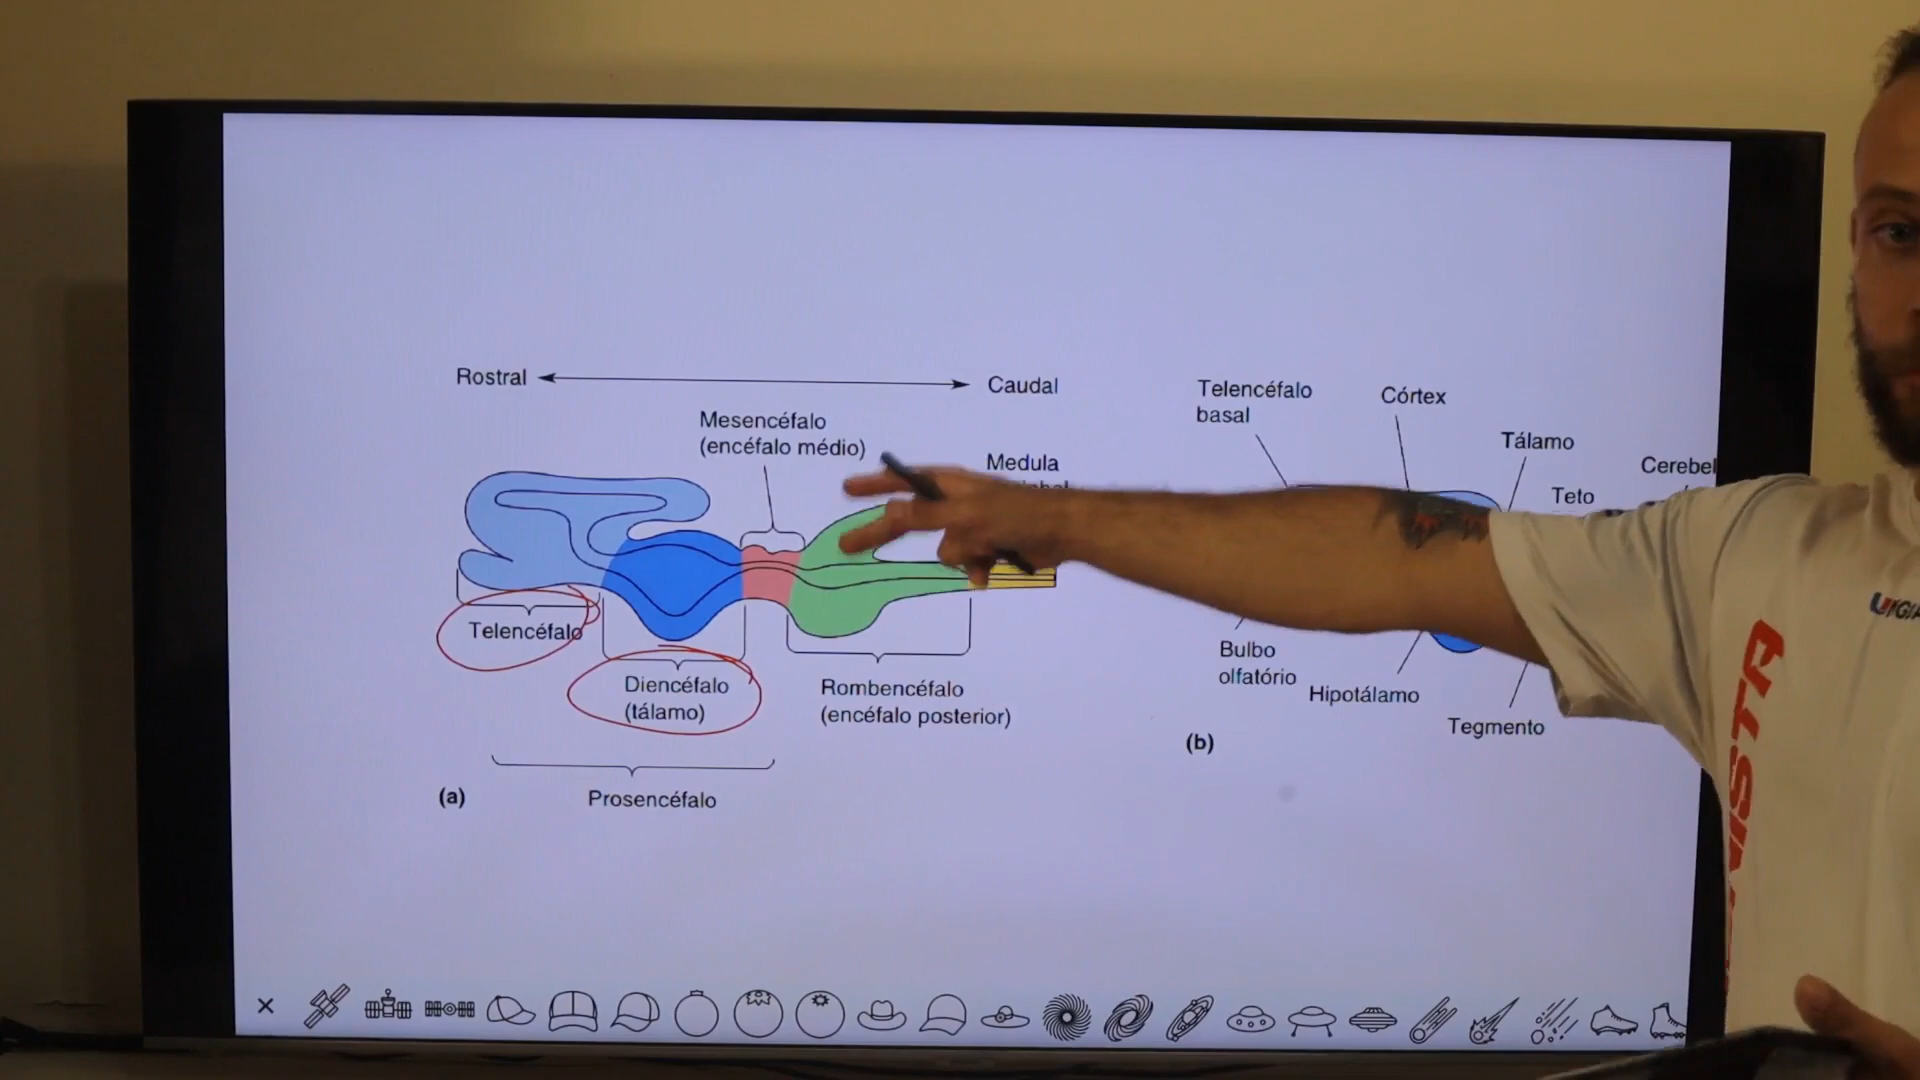 Rostral
Caudal
Mesencéfalo
(encéfalo médio)
Medula
Telencéfalo
Diencéfalo
(tálamo)
Rombencéfalo
(encéfalo posterior)
Prosencéfalo
(a)
Telencéfalo
basal
Córtex
Tálamo
Teto
Cerebel
Bulbo
olfatório
Hipotálamo
Tegmento
(b)